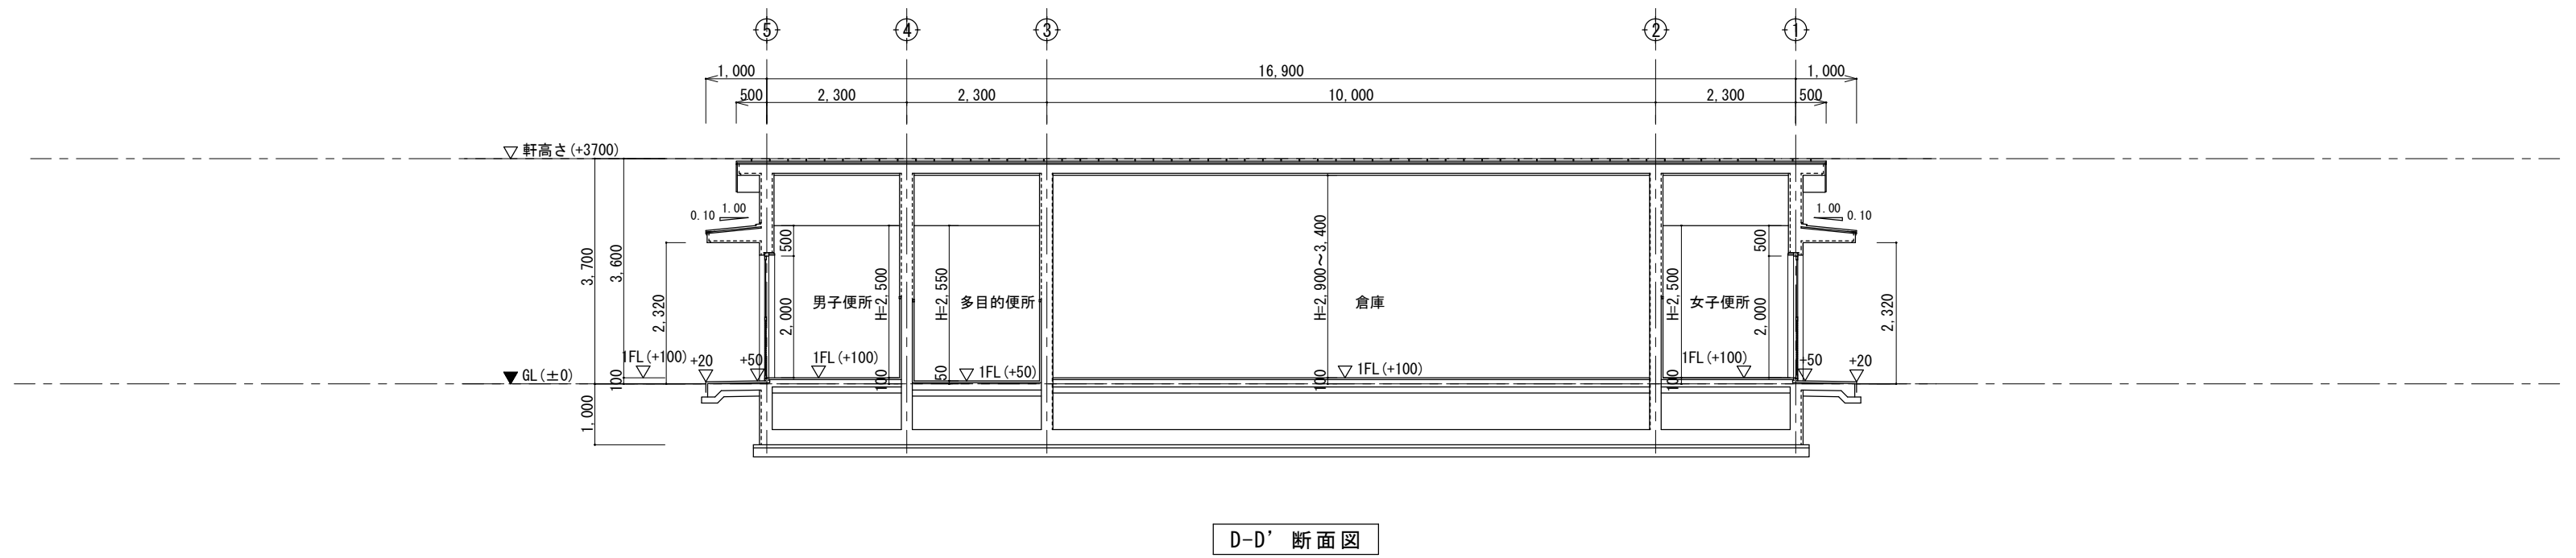 5 4 3 2 1
1,000 16,900 1,000
500 2,300 2,300 10,000 2,300 500
軒高さ(+3700)
0.10 1.00
1.00 0.10
3,700
3,600
2,320
500
2,000
男子便所
H=2,500
H=2,550
多目的便所
H=2,900~3,400
倉庫
H=2,500
女子便所
500
2,000
2,320
1FL(+100)
+20
+50
1FL(+100)
1FL(+50)
1FL(+100)
1FL(+100)
+50
+20
GL(±0)
100
100
50
100
100
1,000
D-D' 断面図